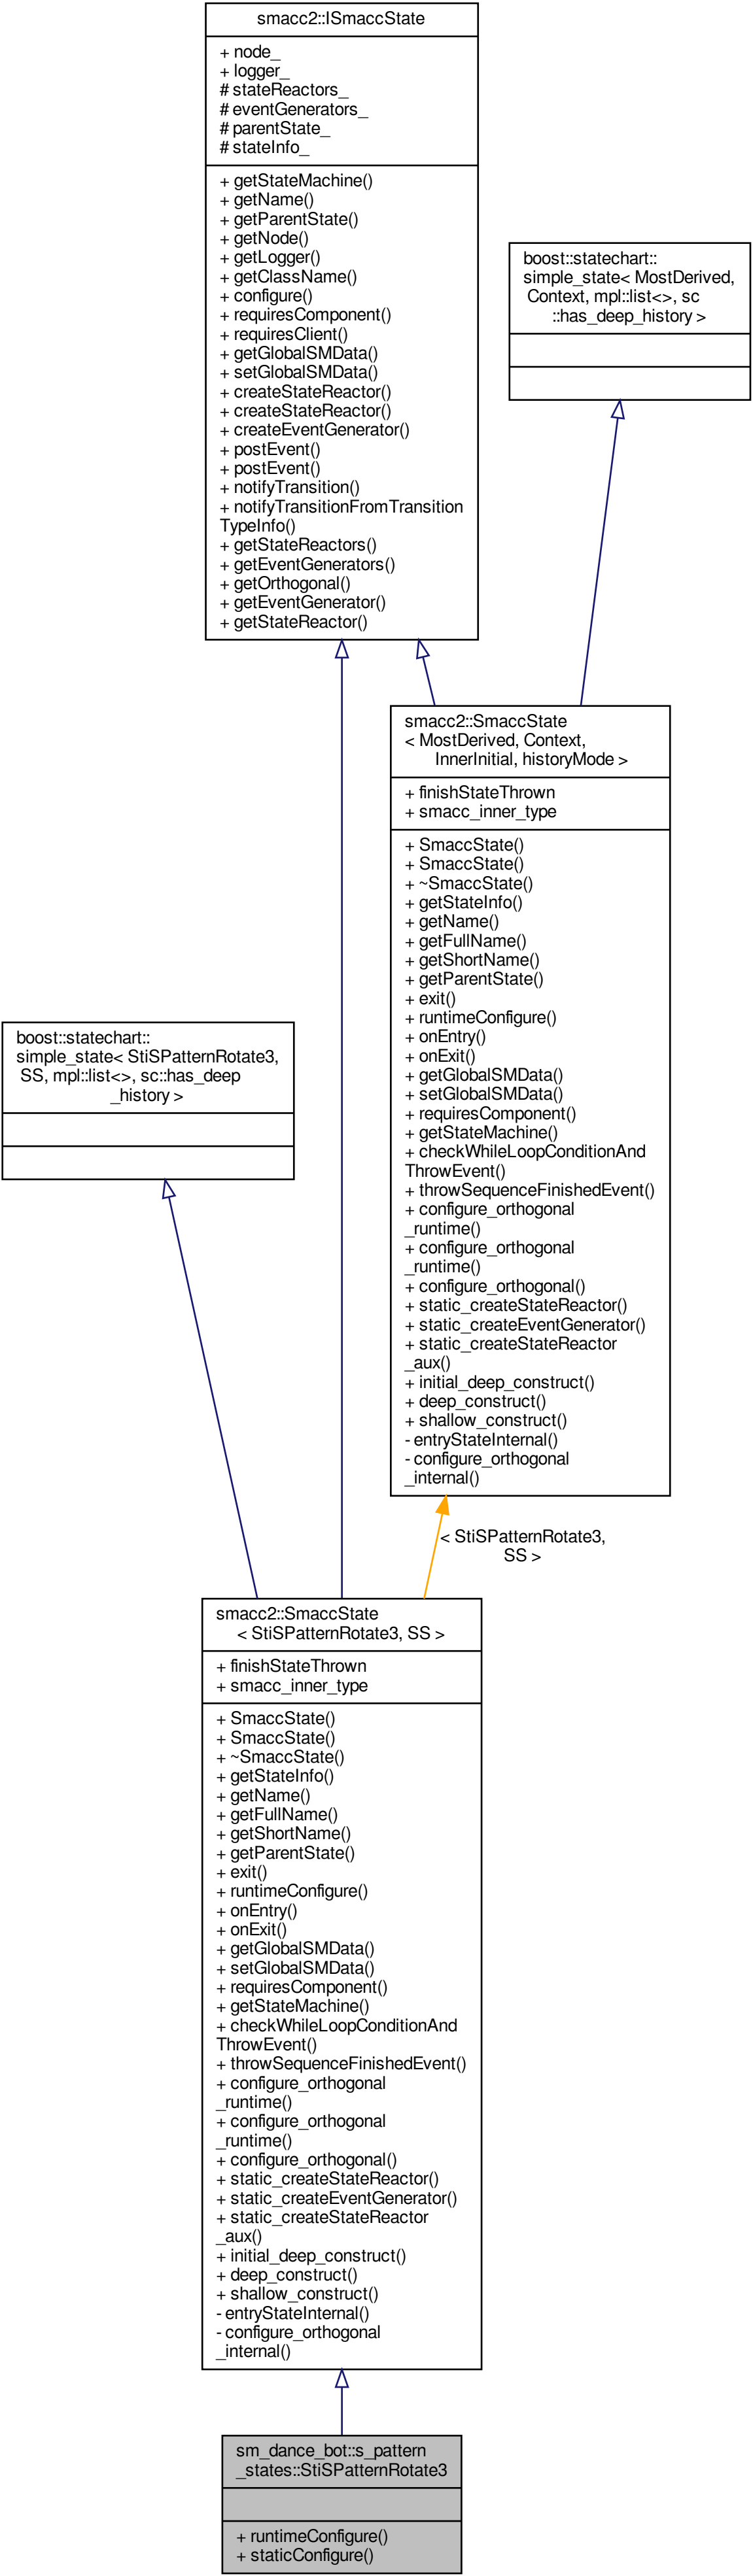 smacc2::ISmaccState
+ node_
+ logger_
# stateReactors_
# eventGenerators_
# parentState_
# stateInfo_
+ getStateMachine()
+ getName()
+ getParentState()
+ getNode()
+ getLogger()
+ getClassName()
+ configure()
+ requiresComponent()
+ requiresClient()
+ getGlobalSMData()
+ setGlobalSMData()
+ createStateReactor()
+ createStateReactor()
+ createEventGenerator()
+ postEvent()
+ postEvent()
+ notifyTransition()
+ notifyTransitionFromTransition
TypeInfo()
+ getStateReactors()
+ getEventGenerators()
+ getOrthogonal()
+ getEventGenerator()
+ getStateReactor()
boost::statechart::
simple_state< MostDerived,
Context, mpl::list<>, sc
::has_deep_history >
smacc2::SmaccState
< MostDerived, Context,
InnerInitial, historyMode >
+ finishStateThrown
+ smacc_inner_type
+ SmaccState()
+ SmaccState()
+ ~SmaccState()
+ getStateInfo()
+ getName()
+ getFullName()
+ getShortName()
+ getParentState()
+ exit()
+ runtimeConfigure()
+ onEntry()
+ onExit()
+ getGlobalSMData()
+ setGlobalSMData()
+ requiresComponent()
+ getStateMachine()
+ checkWhileLoopConditionAnd
ThrowEvent()
+ throwSequenceFinishedEvent()
+ configure_orthogonal
_runtime()
+ configure_orthogonal
_runtime()
+ configure_orthogonal()
+ static_createStateReactor()
+ static_createEventGenerator()
+ static_createStateReactor
_aux()
+ initial_deep_construct()
+ deep_construct()
+ shallow_construct()
- entryStateInternal()
- configure_orthogonal
_internal()
boost::statechart::
simple_state< StiSPatternRotate3,
SS, mpl::list<>, sc::has_deep
_history >
< StiSPatternRotate3,
SS >
smacc2::SmaccState
< StiSPatternRotate3, SS >
+ finishStateThrown
+ smacc_inner_type
+ SmaccState()
+ SmaccState()
+ ~SmaccState()
+ getStateInfo()
+ getName()
+ getFullName()
+ getShortName()
+ getParentState()
+ exit()
+ runtimeConfigure()
+ onEntry()
+ onExit()
+ getGlobalSMData()
+ setGlobalSMData()
+ requiresComponent()
+ getStateMachine()
+ checkWhileLoopConditionAnd
ThrowEvent()
+ throwSequenceFinishedEvent()
+ configure_orthogonal
_runtime()
+ configure_orthogonal
_runtime()
+ configure_orthogonal()
+ static_createStateReactor()
+ static_createEventGenerator()
+ static_createStateReactor
_aux()
+ initial_deep_construct()
+ deep_construct()
+ shallow_construct()
- entryStateInternal()
- configure_orthogonal
_internal()
sm_dance_bot::s_pattern
_states::StiSPatternRotate3
+ runtimeConfigure()
+ staticConfigure()